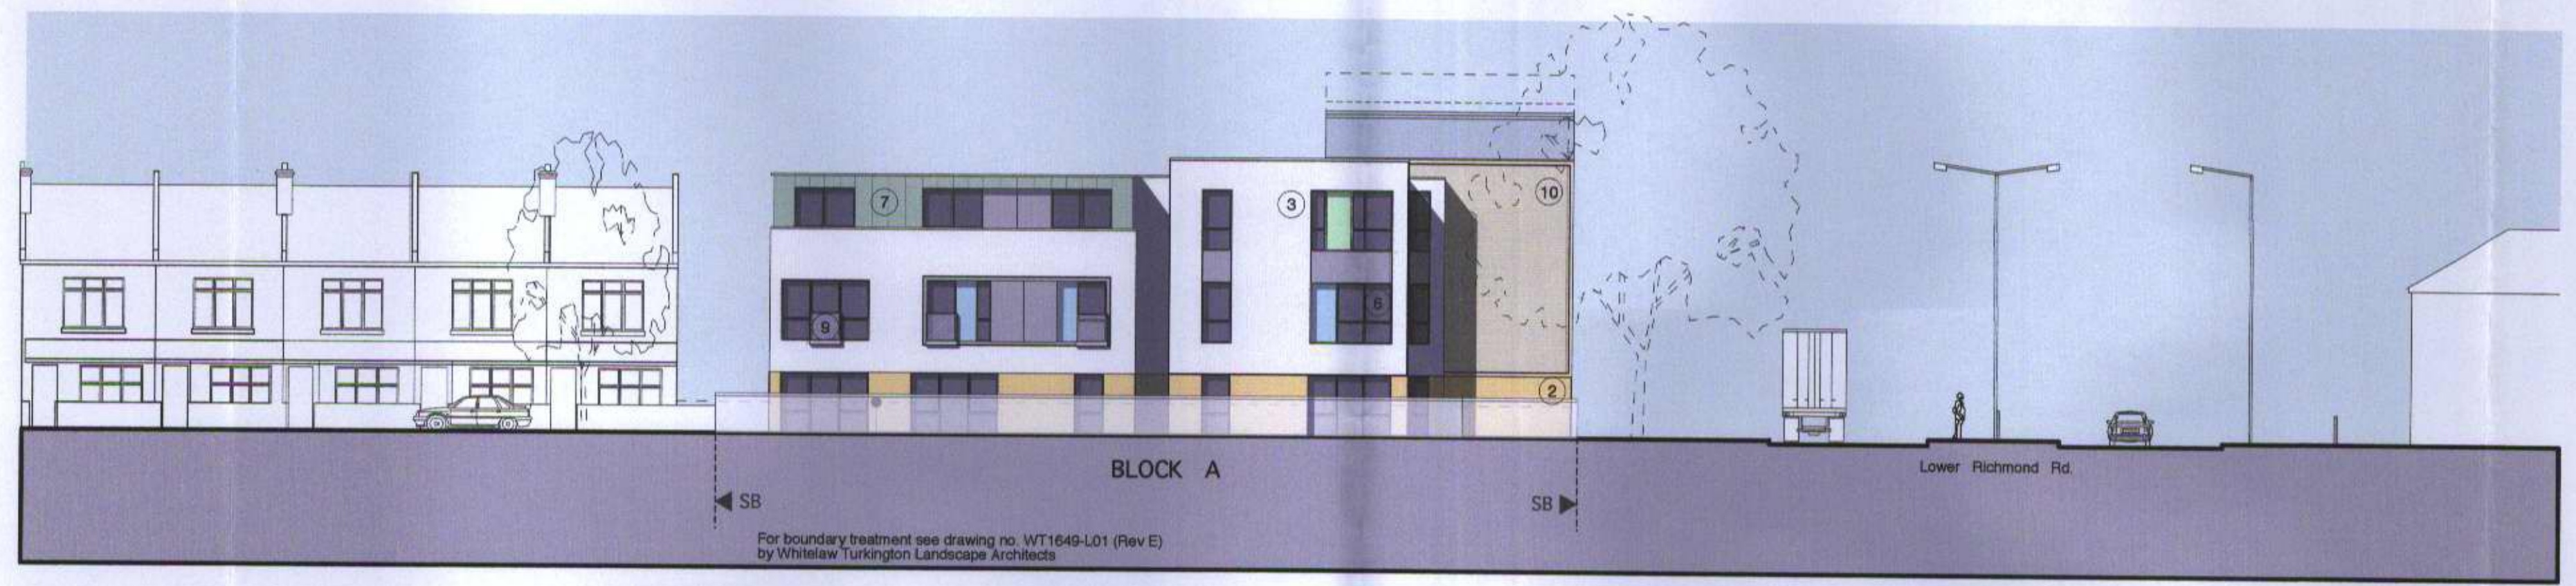 7
3
10
9
6
2
BLOCK A
Lower Richmond Rd.
SB
SB
For boundary treatment see drawing no. WT1649-L01 (Rev E)
by Whitelaw Turkington Landscape Architects